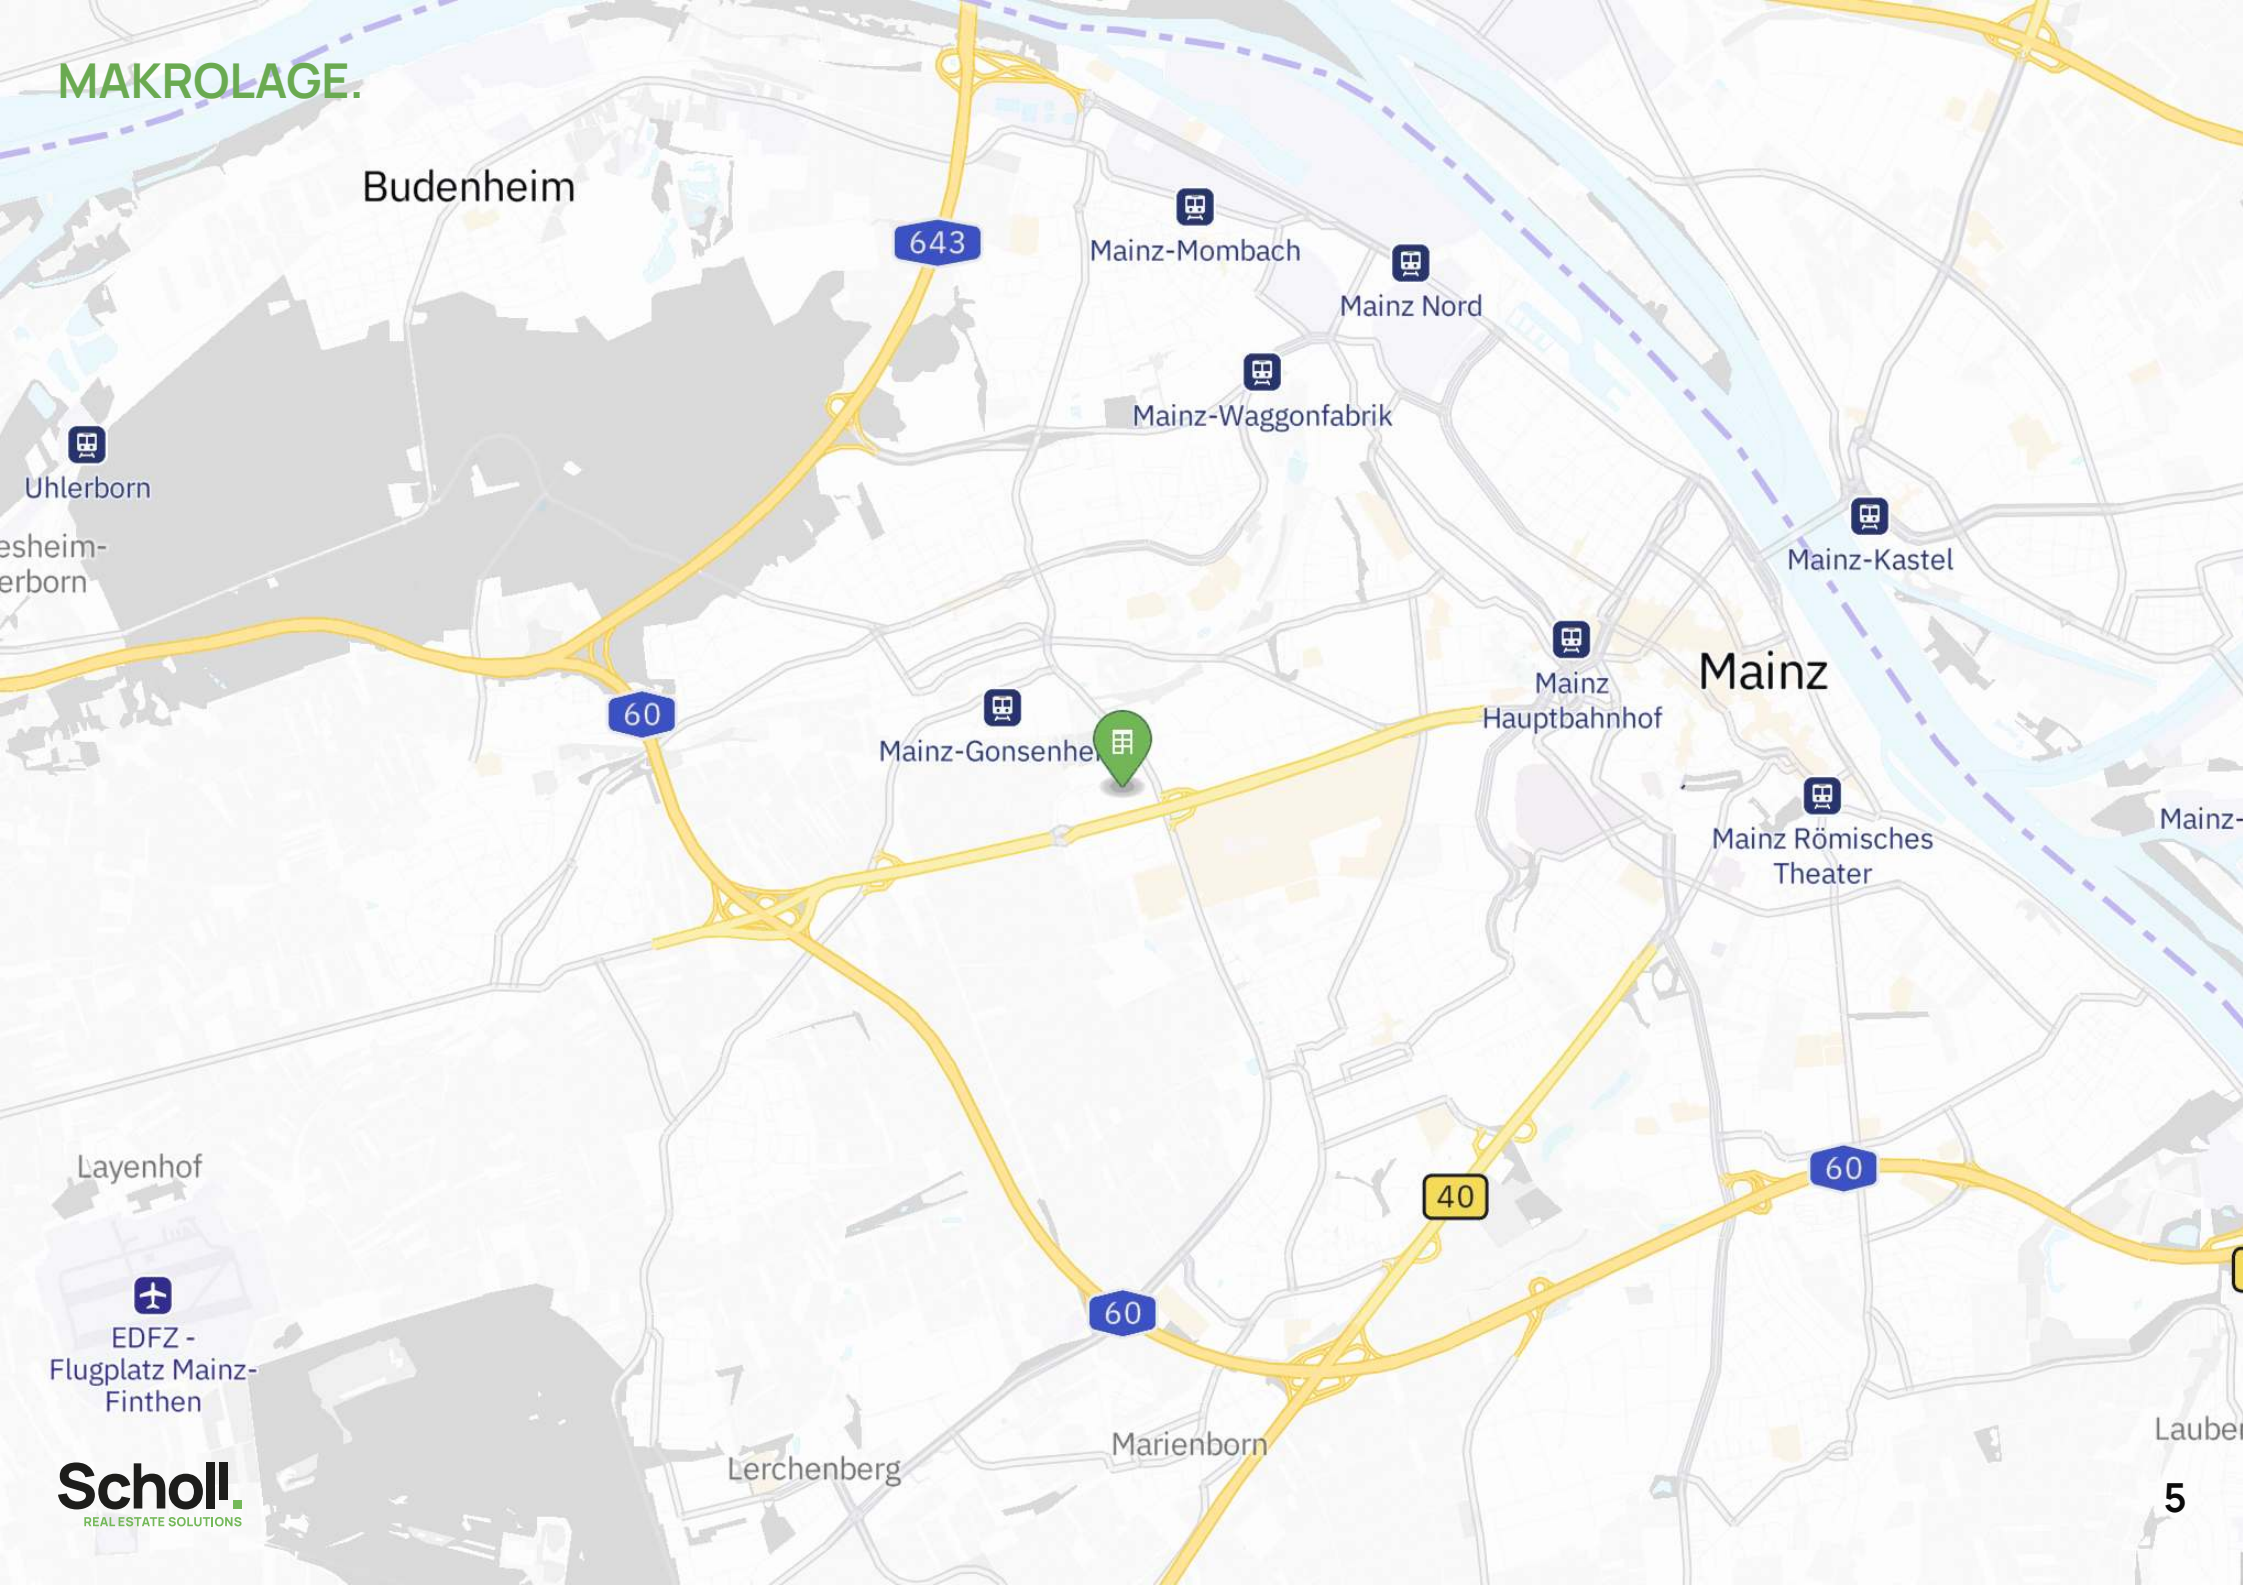 MAKROLAGE.
Budenheim
643
Mainz-Mombach
Mainz Nord
Mainz-Waggonfabrik
Uhlerborn
esheim-
erborn
Mainz-Kastel
60
Mainz-Gonsenhei
Mainz
Hauptbahnhof
Mainz
Mainz Römisches
Theater
Mainz-
Layenhof
40
60
EDFZ -
Flugplatz Mainz-
Finthen
60
Marienborn
Lerchenberg
Lauben
Scholl.
REAL ESTATE SOLUTIONS
5